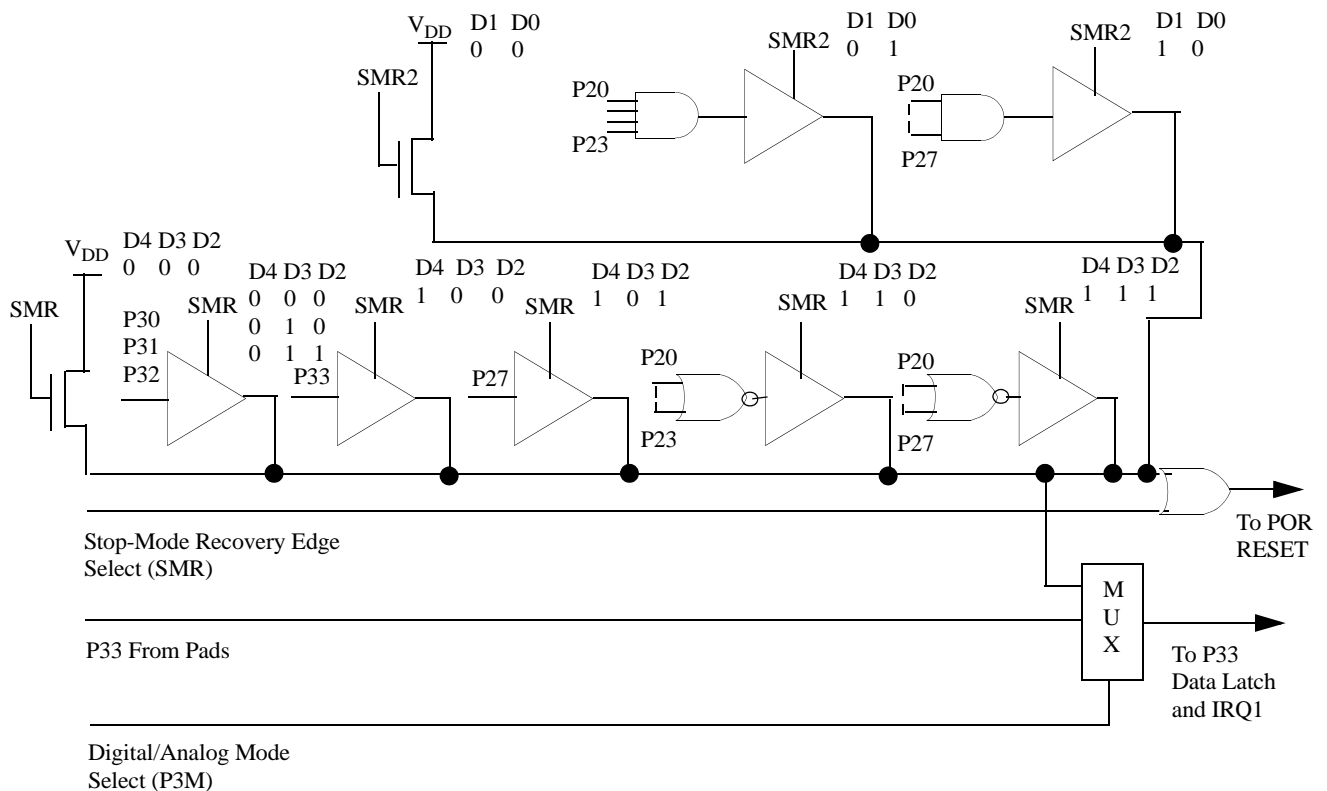 VDD
D1 D0
0 0
SMR2
SMR2
D1 D0
0 1
P20
P23
SMR2
D1 D0
1 0
P20
P27
VDD
D4 D3 D2
0 0 0
SMR
P30
P31
P32
SMR
D4 D3 D2
0 0 0
0 1 0
0 1 1
P33
SMR
D4 D3 D2
1 0 0
P27
SMR
D4 D3 D2
1 0 1
P20
P23
SMR
D4 D3 D2
1 1 0
P20
P27
SMR
D4 D3 D2
1 1 1
To POR
RESET
Stop-Mode Recovery Edge
Select (SMR)
M
U
X
P33 From Pads
To P33
Data Latch
and IRQ1
Digital/Analog Mode
Select (P3M)